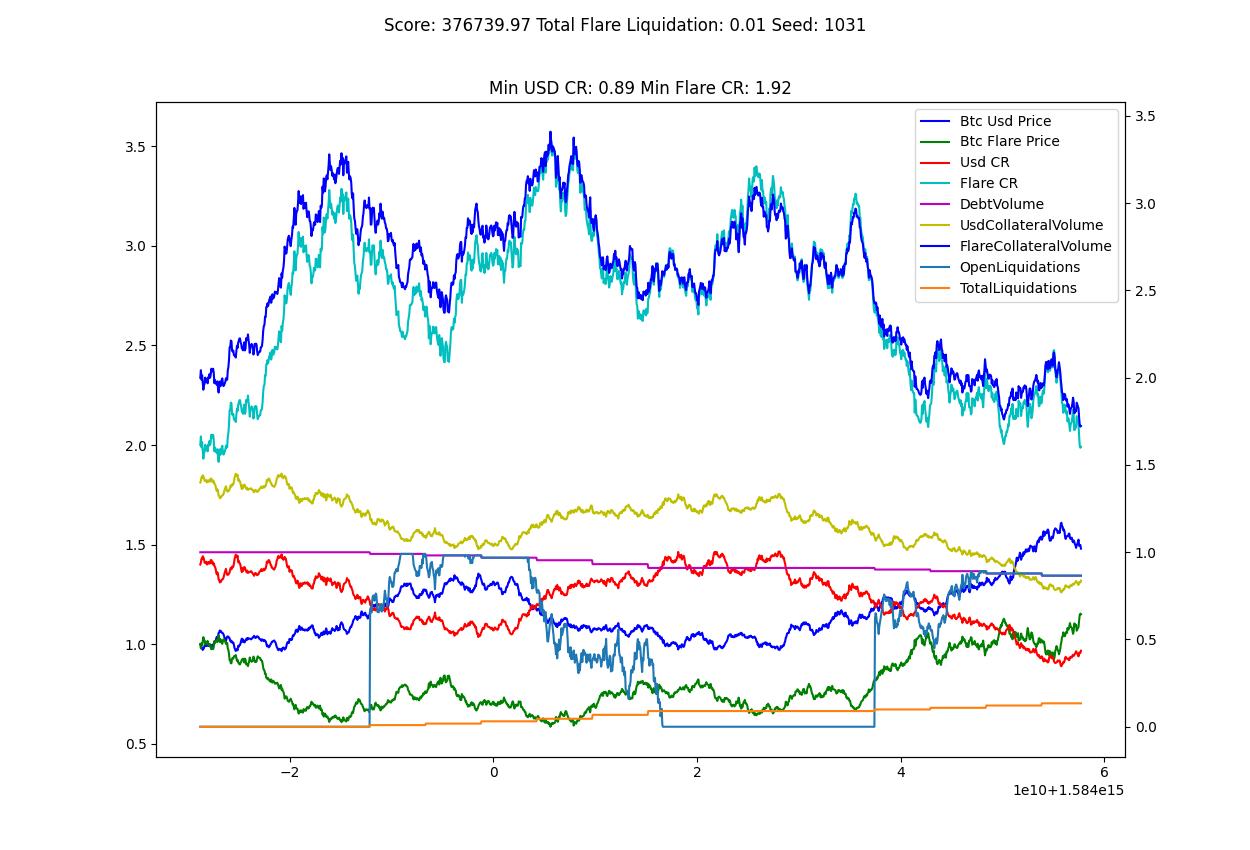 Score: 376739.97 Total Flare Liquidation: 0.01 Seed: 1031
Min USD CR: 0.89 Min Flare CR: 1.92
Btc Usd Price
Btc Flare Price
Usd CR
Flare CR
DebtVolume
UsdCollateralVolume
FlareCollateralVolume
OpenLiquidations
TotalLiquidations
3.5
3.0
2.5
2.0
1.5
1.0
0.5
3.5
3.0
2.5
2.0
1.5
1.0
0.5
0.0
−2 0 2 4 6
1e10+1.584e15